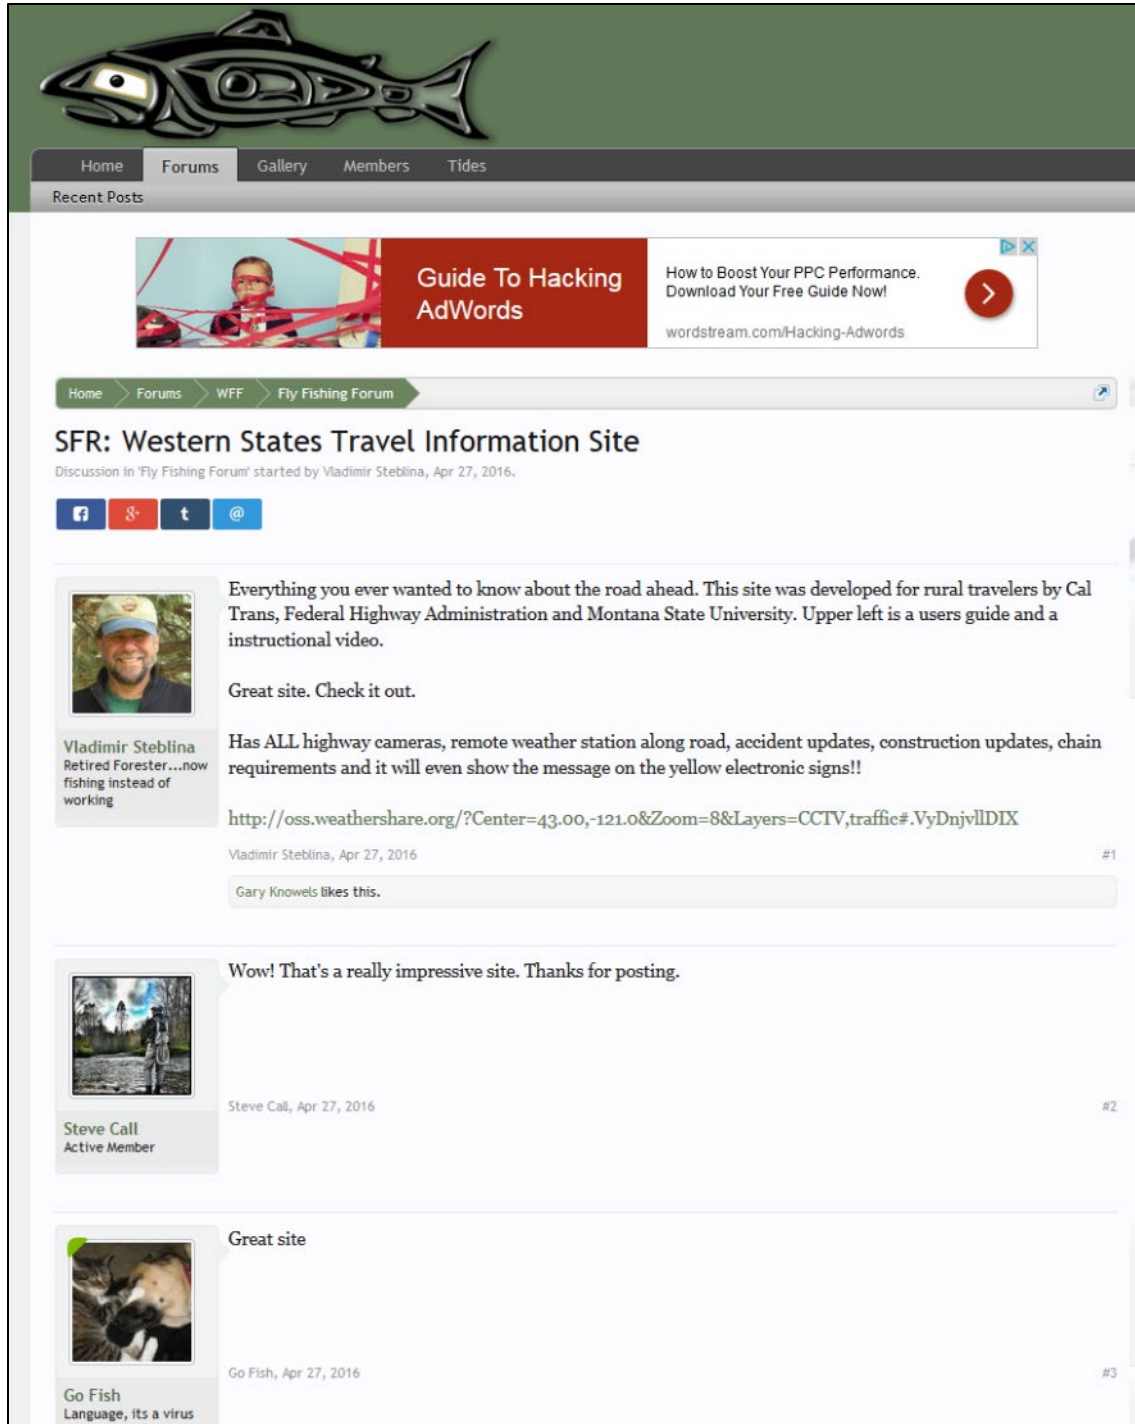 Home Forums Gallery Members Tides
Recent Posts
Guide To Hacking
AdWords
How to Boost Your PPC Performance.
Download Your Free Guide Now!
wordstream.com/Hacking-Adwords
Home Forums WFF Fly Fishing Forum
SFR: Western States Travel Information Site
Discussion in 'Fly Fishing Forum' started by Vladimir Steblina, Apr 27, 2016.
f 8+ t @
Everything you ever wanted to know about the road ahead. This site was developed for rural travelers by Cal
Trans, Federal Highway Administration and Montana State University. Upper left is a users guide and a
instructional video.
Great site. Check it out.
Has ALL highway cameras, remote weather station along road, accident updates, construction updates, chain
requirements and it will even show the message on the yellow electronic signs!!
http://oss.weathershare.org/?Center=43.00,-121.0&Zoom=8&Layers=CCTV,traffic#.VyDnjvllDIX
Vladimir Steblina
Retired Forester...now
fishing instead of
working
Vladimir Steblina, Apr 27, 2016 #1
Gary Knowels likes this.
Wow! That's a really impressive site. Thanks for posting.
Steve Call, Apr 27, 2016 #2
Steve Call
Active Member
Great site
Go Fish, Apr 27, 2016 #3
Go Fish
Language, its a virus